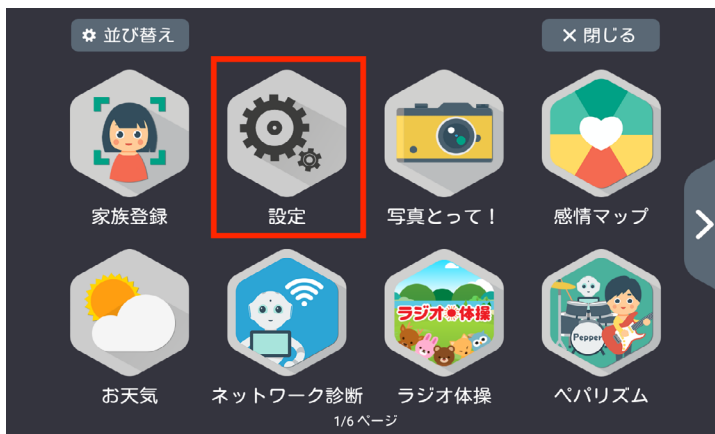 並び替え
閉じる
家族登録
設定
写真とって！
感情マップ
ラジオ体操
Pepper
お天気
ネットワーク診断
ラジオ体操
ペパリズム
1/6 ページ